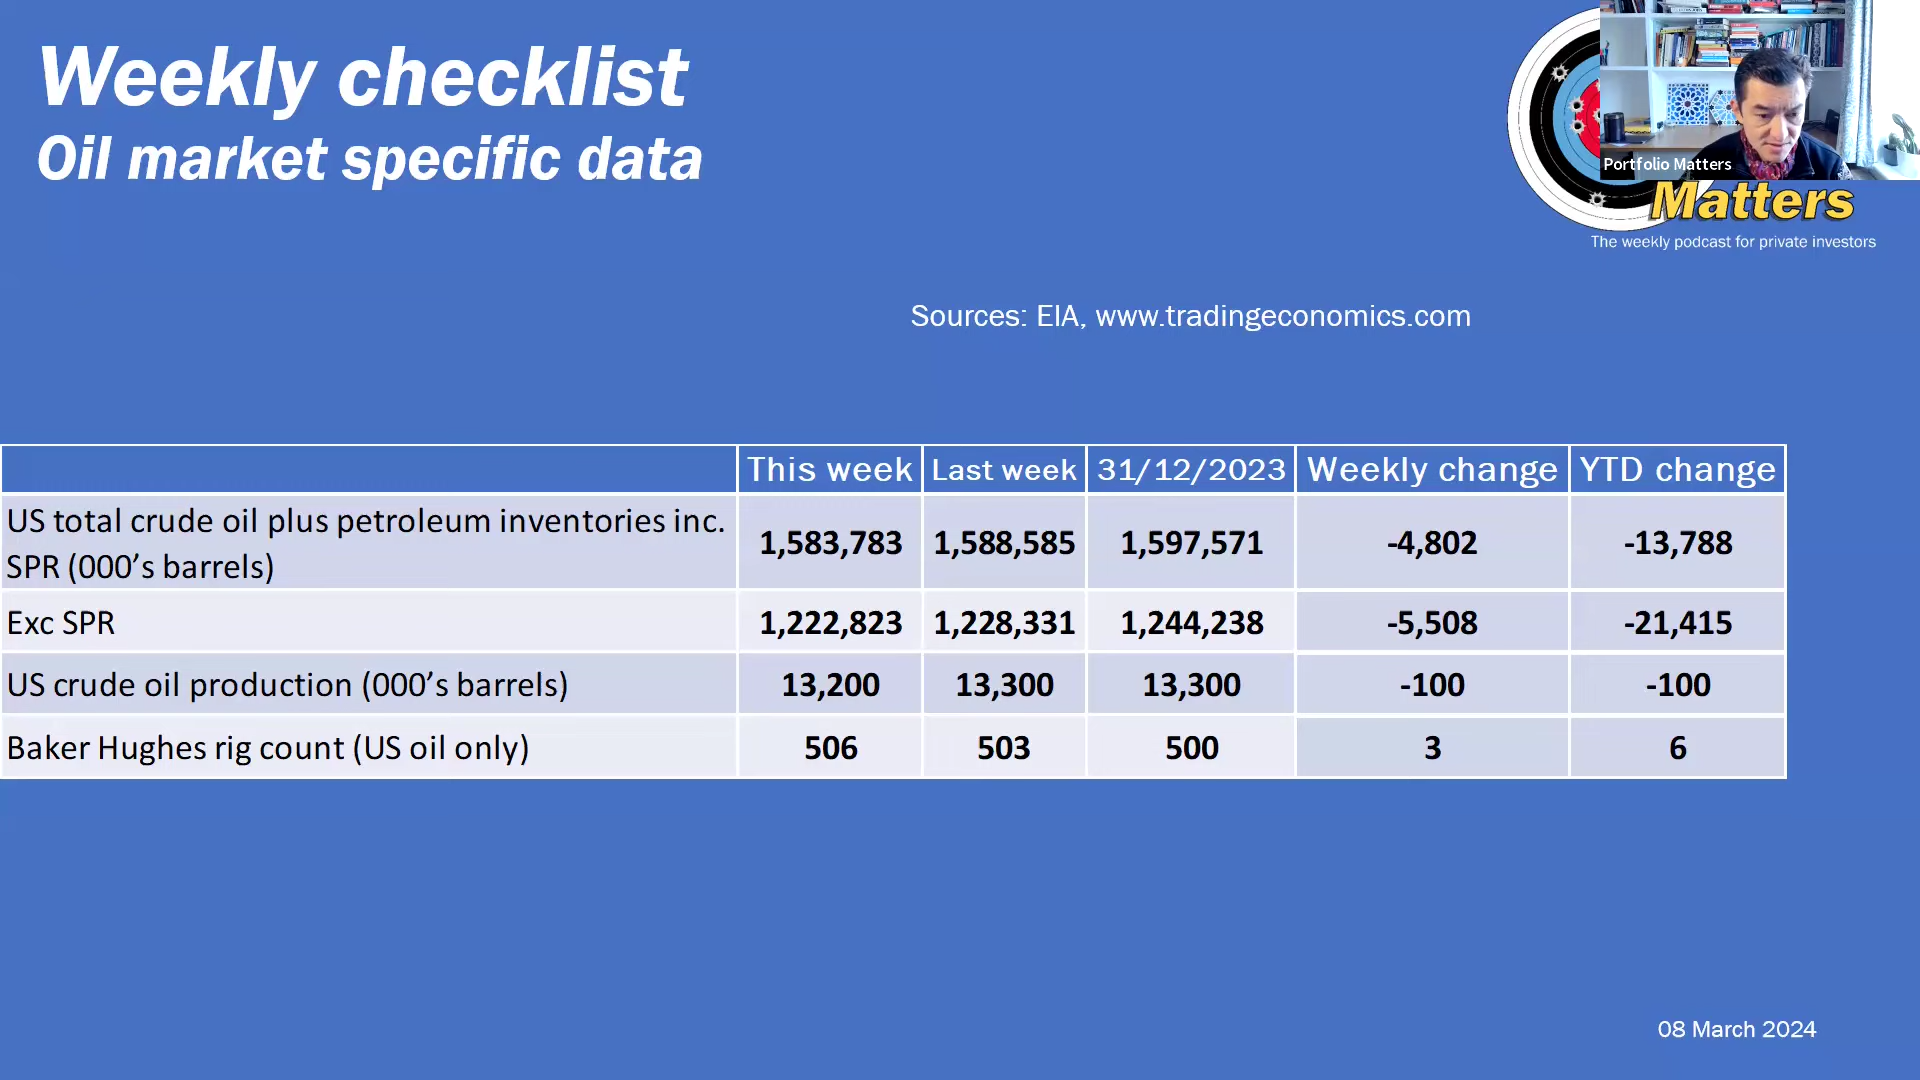 Weekly checklist
Oil market specific data
Portfolio Matters
Matters
The weekly podcast for private investors
Sources: EIA, www.tradingeconomics.com
This week Last week 31/12/2023 Weekly change YTD change
US total crude oil plus petroleum inventories inc.
SPR (000’s barrels) 1,583,783 1,588,585 1,597,571 -4,802 -13,788
Exc SPR 1,222,823 1,228,331 1,244,238 -5,508 -21,415
US crude oil production (000’s barrels) 13,200 13,300 13,300 -100 -100
Baker Hughes rig count (US oil only) 506 503 500 3 6
08 March 2024